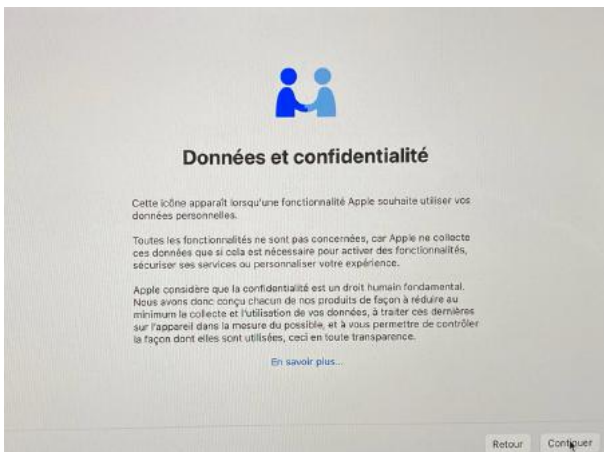 Données et confidentialité
Cette icône apparaît lorsqu'une fonctionnalité Apple souhaite utiliser vos
données personnelles.
Toutes les fonctionnalités ne sont pas concernées, car Apple ne collecte
ces données que si cela est nécessaire pour activer des fonctionnalités,
sécuriser ses services ou personnaliser votre expérience.
Apple considère que la confidentialité est un droit humain fondamental.
Nous avons donc conçu chacun de nos produits de façon à réduire au
minimum la collecte et l'utilisation de vos données, à traiter ces dernières
sur l'appareil dans la mesure du possible, et à vous permettre de contrôler
la façon dont elles sont utilisées, ceci en toute transparence.
En savoir plus...
Retour Continuer